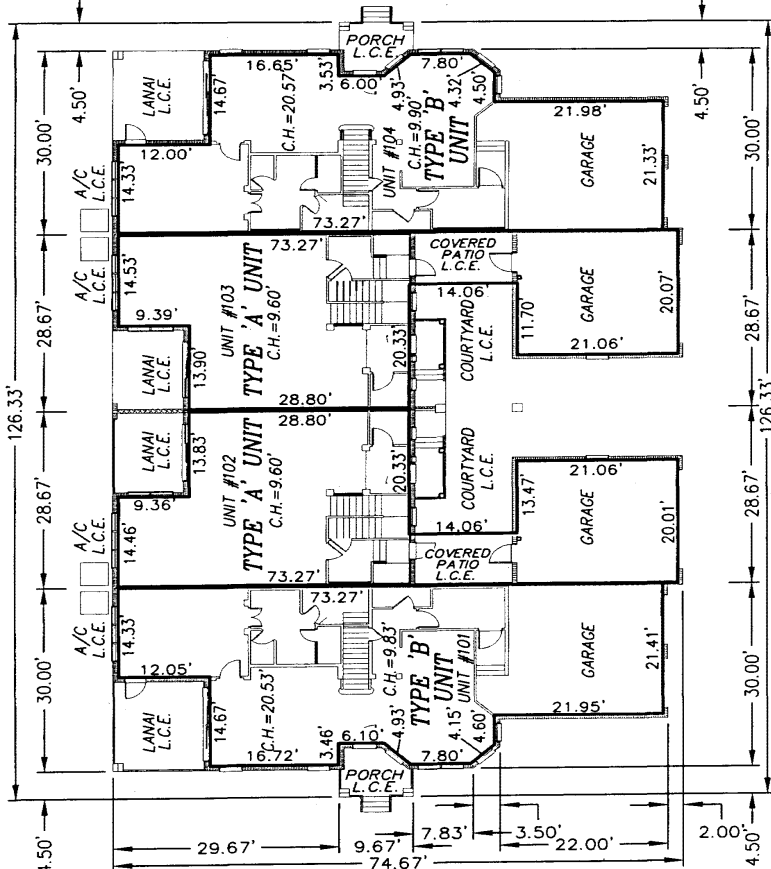 PORCH
L.C.E.
16.65'
3.53'
6.00'
4.93'
7.80'
4.32'
4.50'
4.50'
4.50'
LANAI
L.C.E.
14.67'
C.H.=20.57'
C.H.=9.90'
TYPE 'B'
UNIT
UNIT #104
21.98'
GARAGE
21.33'
30.00'
30.00'
12.00'
14.33'
A/C
L.C.E.
73.27'
73.27'
COVERED
PATIO
L.C.E.
14.53'
A/C
L.C.E.
9.39'
UNIT #103
TYPE 'A' UNIT
C.H.=9.60'
14.06'
11.70'
GARAGE
20.07'
21.06'
28.67'
28.67'
LANAI
L.C.E.
13.90'
20.33'
COURTYARD
L.C.E.
28.80'
126.33'
126.33'
28.80'
LANAI
L.C.E.
13.83'
20.33'
COURTYARD
L.C.E.
21.06'
13.47'
GARAGE
20.01'
28.67'
28.67'
9.36'
UNIT #102
TYPE 'A' UNIT
C.H.=9.60'
14.06'
14.46'
A/C
L.C.E.
COVERED
PATIO
L.C.E.
73.27'
73.27'
14.33'
A/C
L.C.E.
12.05'
C.H.=9.83'
TYPE 'B'
UNIT
UNIT #101
GARAGE
21.41'
21.95'
30.00'
30.00'
LANAI
L.C.E.
14.67'
C.H.=20.53'
16.72'
3.46'
6.10'
4.93'
7.80'
4.15'
4.60'
PORCH
L.C.E.
4.50'
29.67'
9.67'
7.83'
3.50'
22.00'
2.00'
4.50'
74.67'